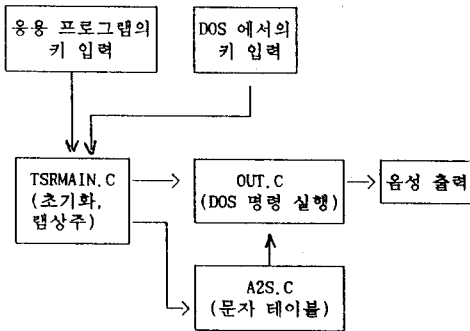 응용 프로그램의
키 입력
DOS 에서의
키 입력
TSRMAIN.C
(초기화,
램상주)
OUT.C
(DOS 명령 실행)
음성 출력
A2S.C
(문자 테이블)